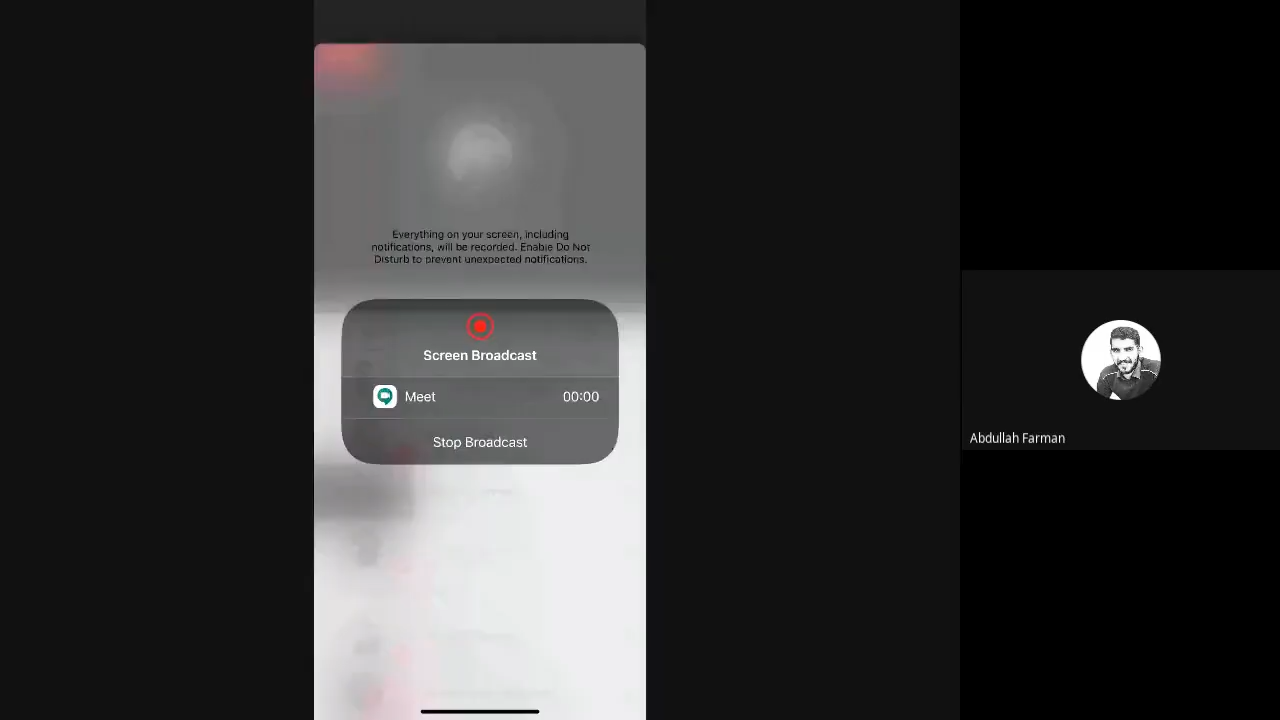 Everything on your screen, including
notifications, will be recorded. Enable Do Not
Disturb to prevent unexpected notifications.
Screen Broadcast
Meet 00:00
Stop Broadcast
Abdullah Farman